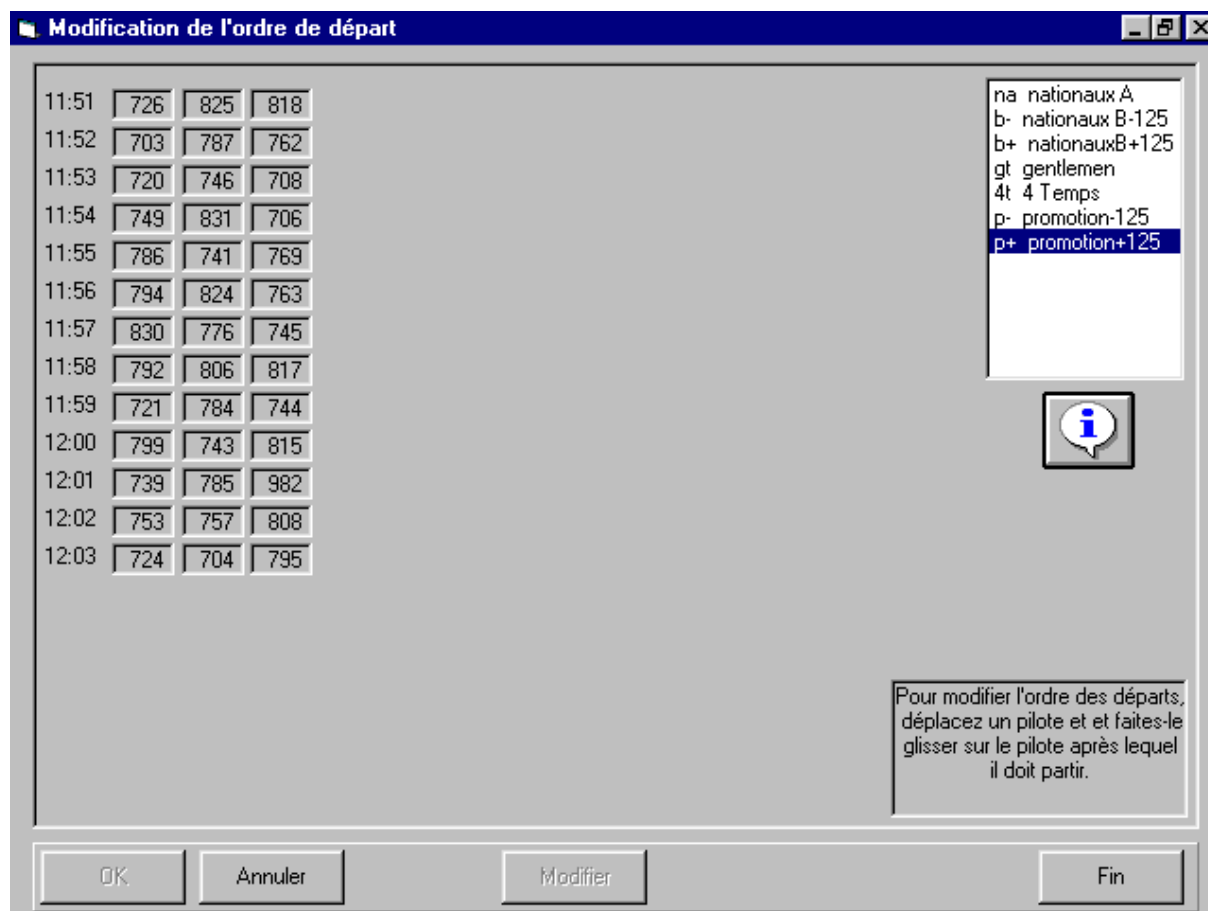 Modification de l'ordre de départ
11:51 726 825 818
11:52 703 787 762
11:53 720 746 708
11:54 749 831 706
11:55 786 741 769
11:56 794 824 763
11:57 830 776 745
11:58 792 806 817
11:59 721 784 744
12:00 799 743 815
12:01 739 785 982
12:02 753 757 808
12:03 724 704 795
na nationaux A
b- nationaux B-125
b+ nationauxB+125
gt gentlemen
4t 4 Temps
p- promotion-125
p+ promotion+125
Pour modifier l'ordre des départs,
déplacez un pilote et et faites-le
glisser sur le pilote après lequel
il doit partir.
OK Annuler Modifier Fin